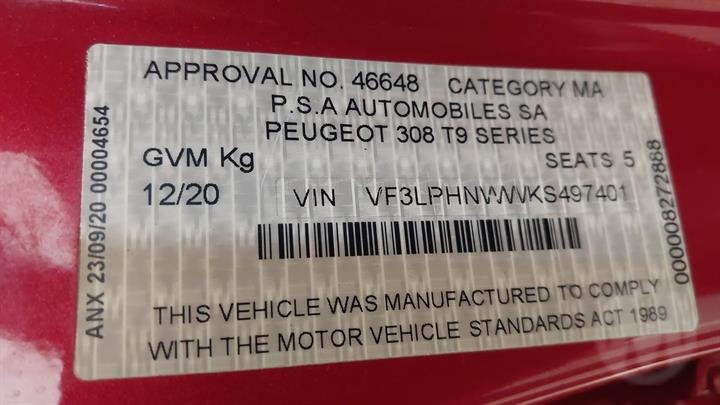 APPROVAL NO. 46648 CATEGORY MA
P.S.A AUTOMOBILES SA
PEUGEOT 308 T9 SERIES
GVM Kg SEATS 5
12/20 VIN
THIS VEHICLE WAS MANUFACTURED TO COMPLY
WITH THE MOTOR VEHICLE STANDARDS ACT 1989
ANX 23/09/20 00004654
000008272888